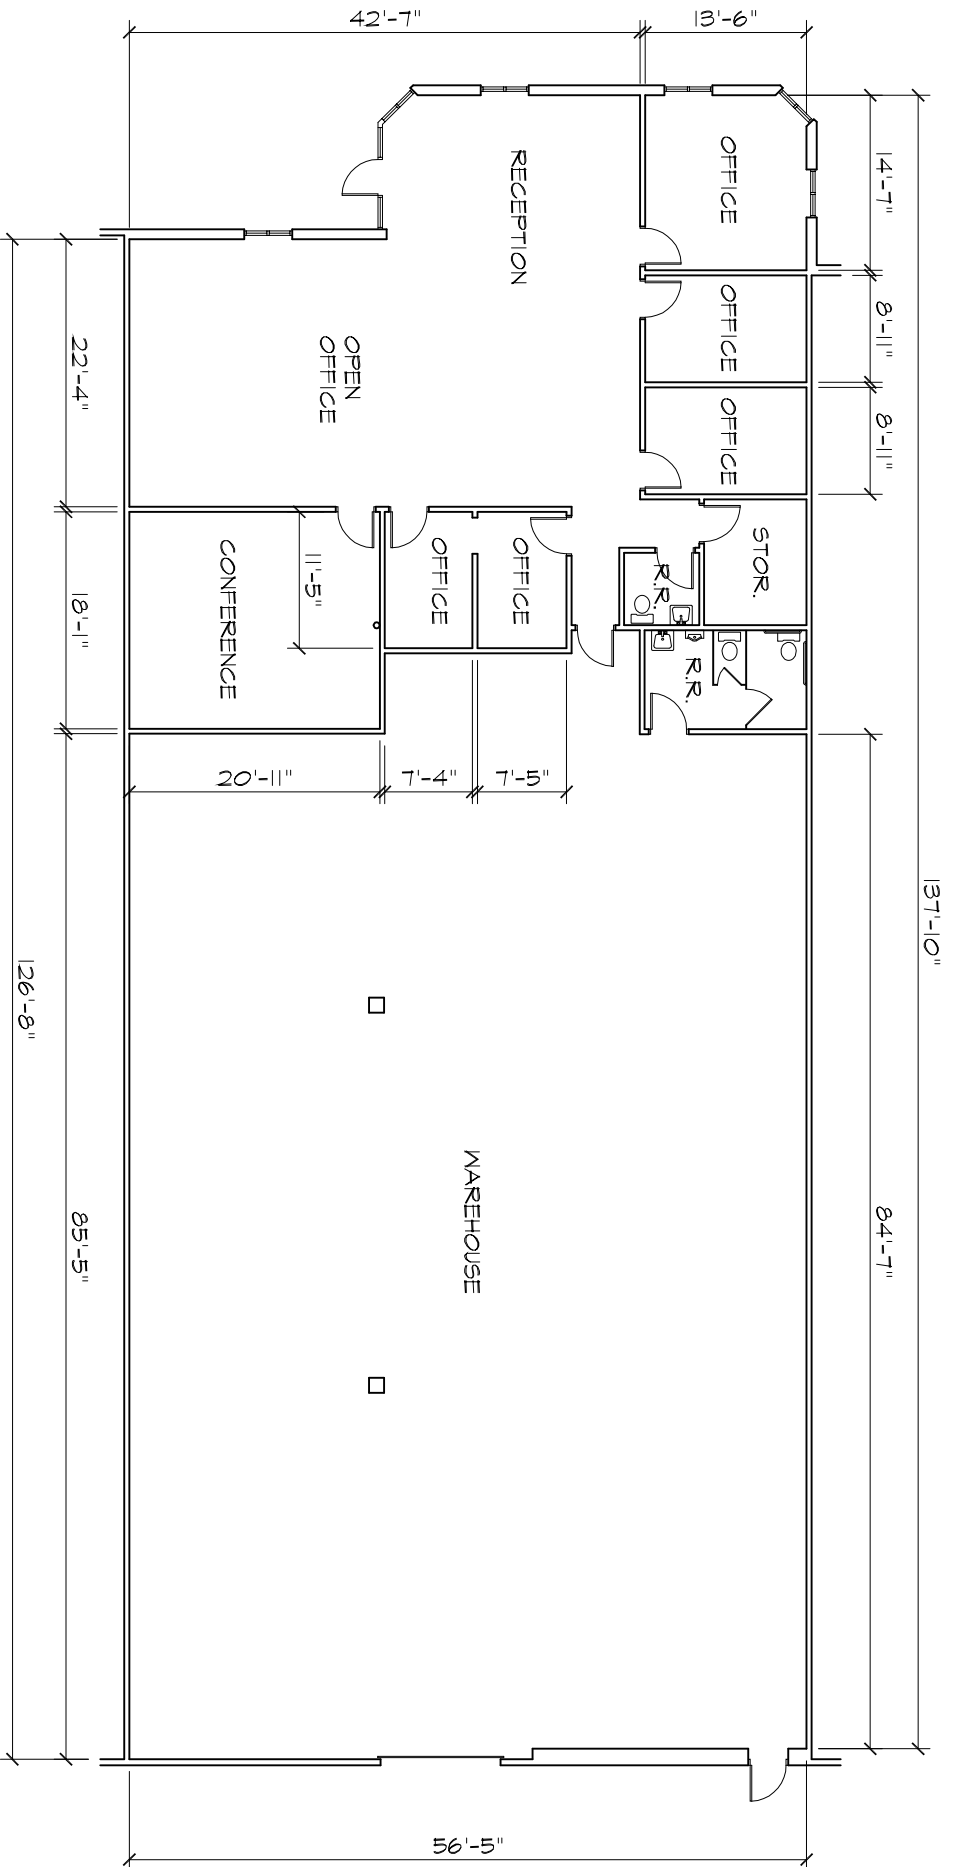 42'-7"
13'-6"
14'-7"
OFFICE
RECEPTION
8'-11"
OFFICE
22'-4"
OPEN
OFFICE
8'-11"
OFFICE
STOR.
CONFERENCE
11'-5"
OFFICE
OFFICE
R.R.
18'-1"
R.R.
20'-11"
7'-4"
7'-5"
137'-10"
126'-8"
WAREHOUSE
85'-5"
84'-7"
56'-5"